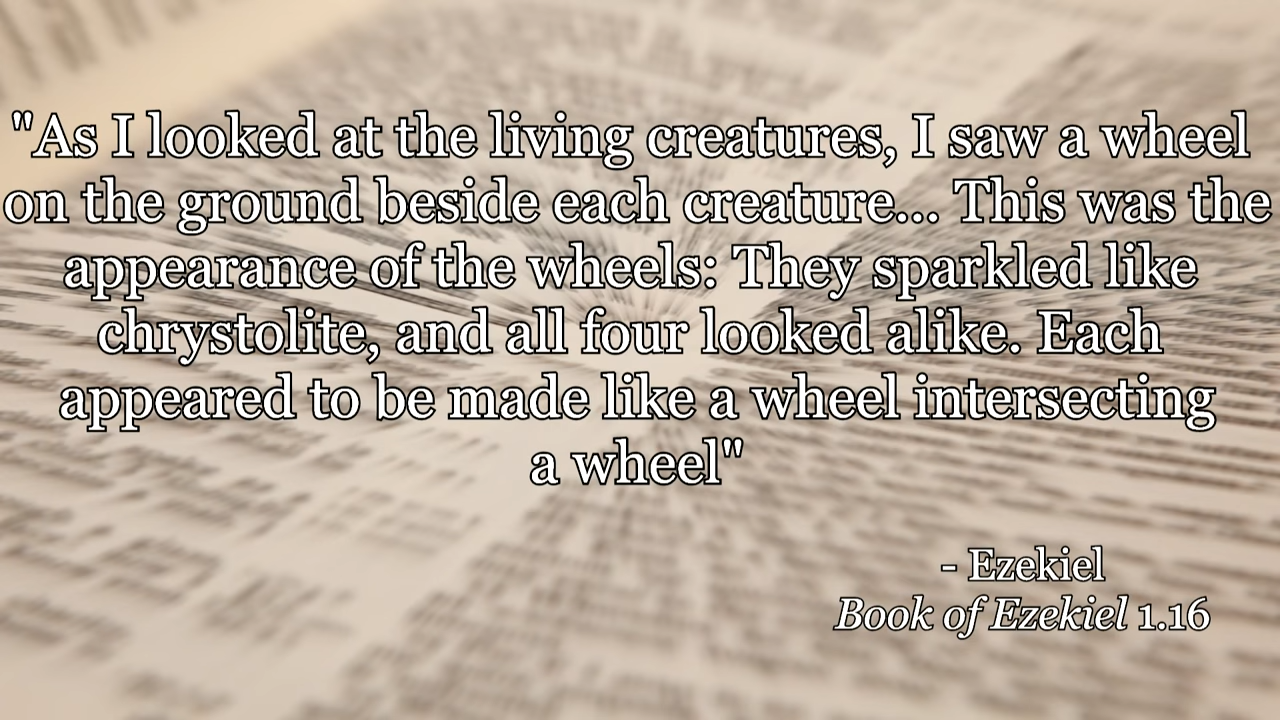 "As I looked at the living creatures, I saw a wheel
on the ground beside each creature... This was the
appearance of the wheels: They sparkled like
chrystolite, and all four looked alike. Each
appeared to be made like a wheel intersecting
a wheel"
- Ezekiel
Book of Ezekiel 1.16